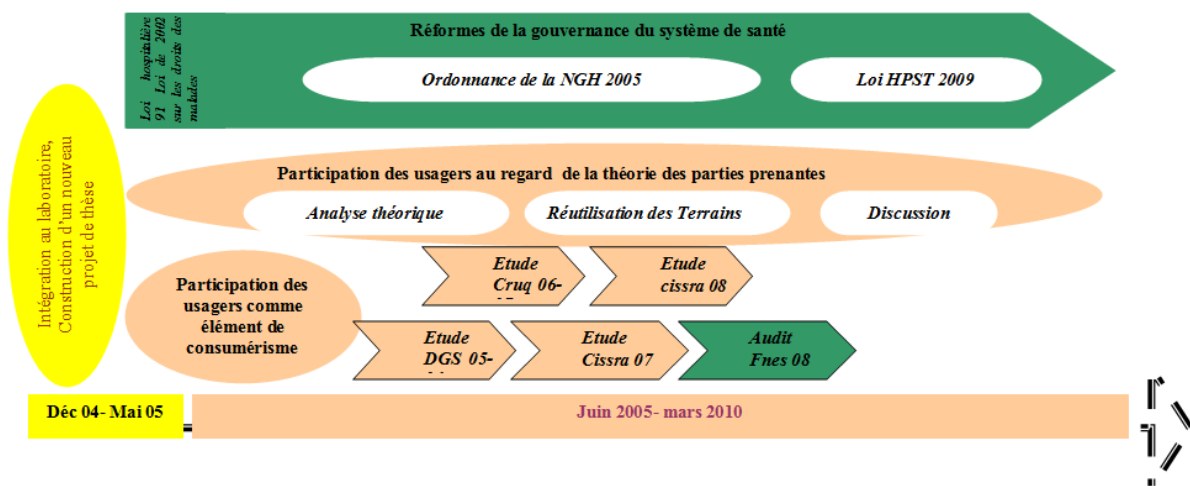 Loi hospitalière
91 Loi de 2002
sur les droits des
malades
Réformes de la gouvernance du système de santé
Ordonnance de la NGH 2005
Loi HPST 2009
Intégration au laboratoire,
Construction d'un nouveau
projet de thèse
Participation des usagers au regard de la théorie des parties prenantes
Analyse théorique
Réutilisation des Terrains
Discussion
Participation des
usagers comme
élément de
consumérisme
Etude
Cruq 06-
Etude
cissra 08
Etude
DGS 05-
Etude
Cissra 07
Audit
Fnes 08
Déc 04- Mai 05
Juin 2005- mars 2010